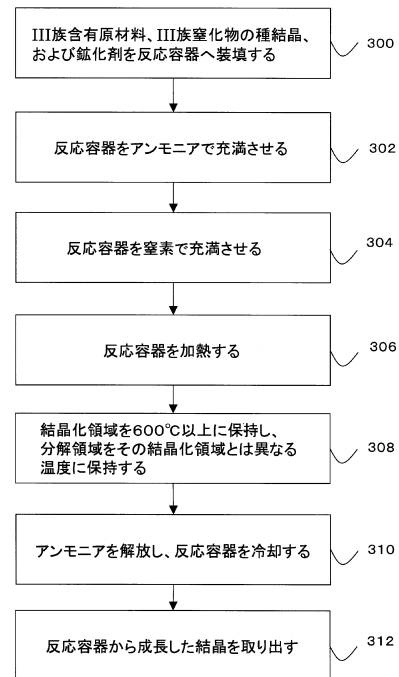 III族含有原材料、III族窒化物の種結晶、
および鉱化剤を反応容器へ装填する
300
反応容器をアンモニアで充満させる
302
反応容器を窒素で充満させる
304
反応容器を加熱する
306
結晶化領域を600℃以上に保持し、
分解領域をその結晶化領域とは異なる
温度に保持する
308
アンモニアを解放し、反応容器を冷却する
310
反応容器から成長した結晶を取り出す
312